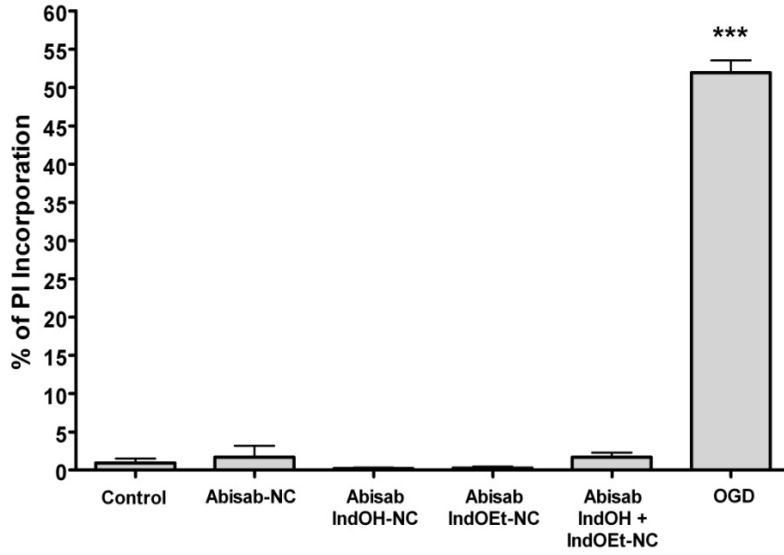 % of PI Incorporation
60
55
50
45
40
35
30
25
20
15
10
5
0
***
Control
Abisab-NC
Abisab
IndOH-NC
Abisab
IndOEt-NC
Abisab
IndOH +
IndOEt-NC
OGD